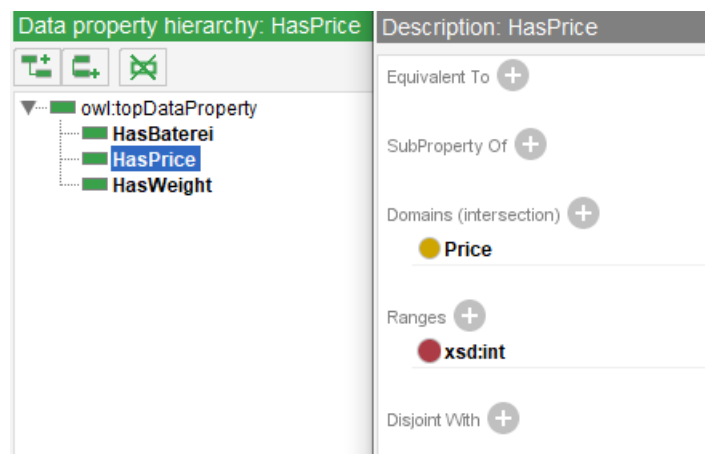 Data property hierarchy: HasPrice
owl:topDataProperty
HasBaterei
HasPrice
HasWeight
Description: HasPrice
Equivalent To
SubProperty Of
Domains (intersection)
Price
Ranges
xsd:int
Disjoint With